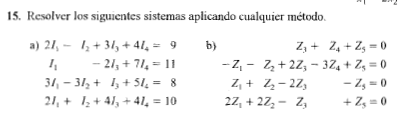 15. Resolver los siguientes sistemas aplicando cualquier método.
a) 2I₁ − I₂ + 3I₃ + 4I₄ = 9 b) Z₃ + Z₄ + Z₅ = 0
I₁ − 2I₃ + 7I₄ = 11 −Z₁ − Z₂ + 2Z₃ − 3Z₄ + Z₅ = 0
3I₁ − 3I₂ + I₃ + 5I₄ = 8 Z₁ + Z₂ − 2Z₃ − Z₅ = 0
2I₁ + I₂ + 4I₃ + 4I₄ = 10 2Z₁ + 2Z₂ − Z₃ + Z₅ = 0